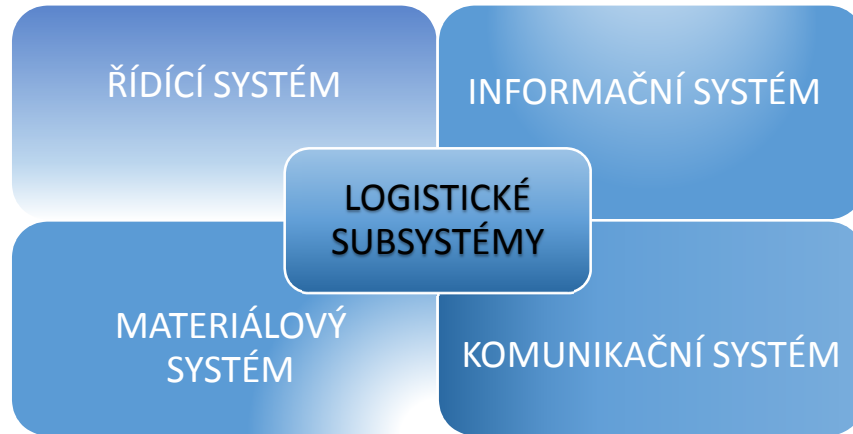 ŘÍDÍCÍ SYSTÉM
INFORMAČNÍ SYSTÉM
LOGISTICKÉ
SUBSYSTÉMY
MATERIÁLOVÝ
SYSTÉM
KOMUNIKAČNÍ SYSTÉM